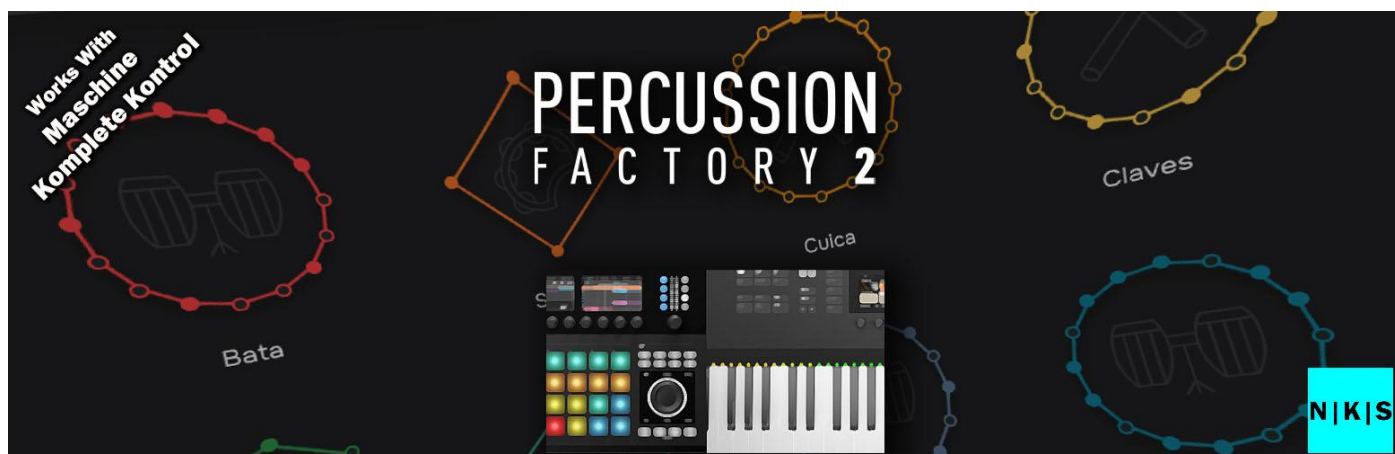 Works With
Maschine
Komplete Kontrol
PERCUSSION
FACTORY 2
Claves
Cuica
S
Bata
N|K|S